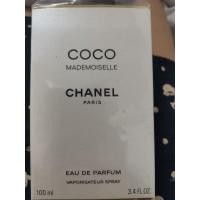 COCO
MADEMOISELLE
CHANEL
PARIS
EAU DE PARFUM
VAPORISATEUR SPRAY
100 ml 3.4 FL.OZ.